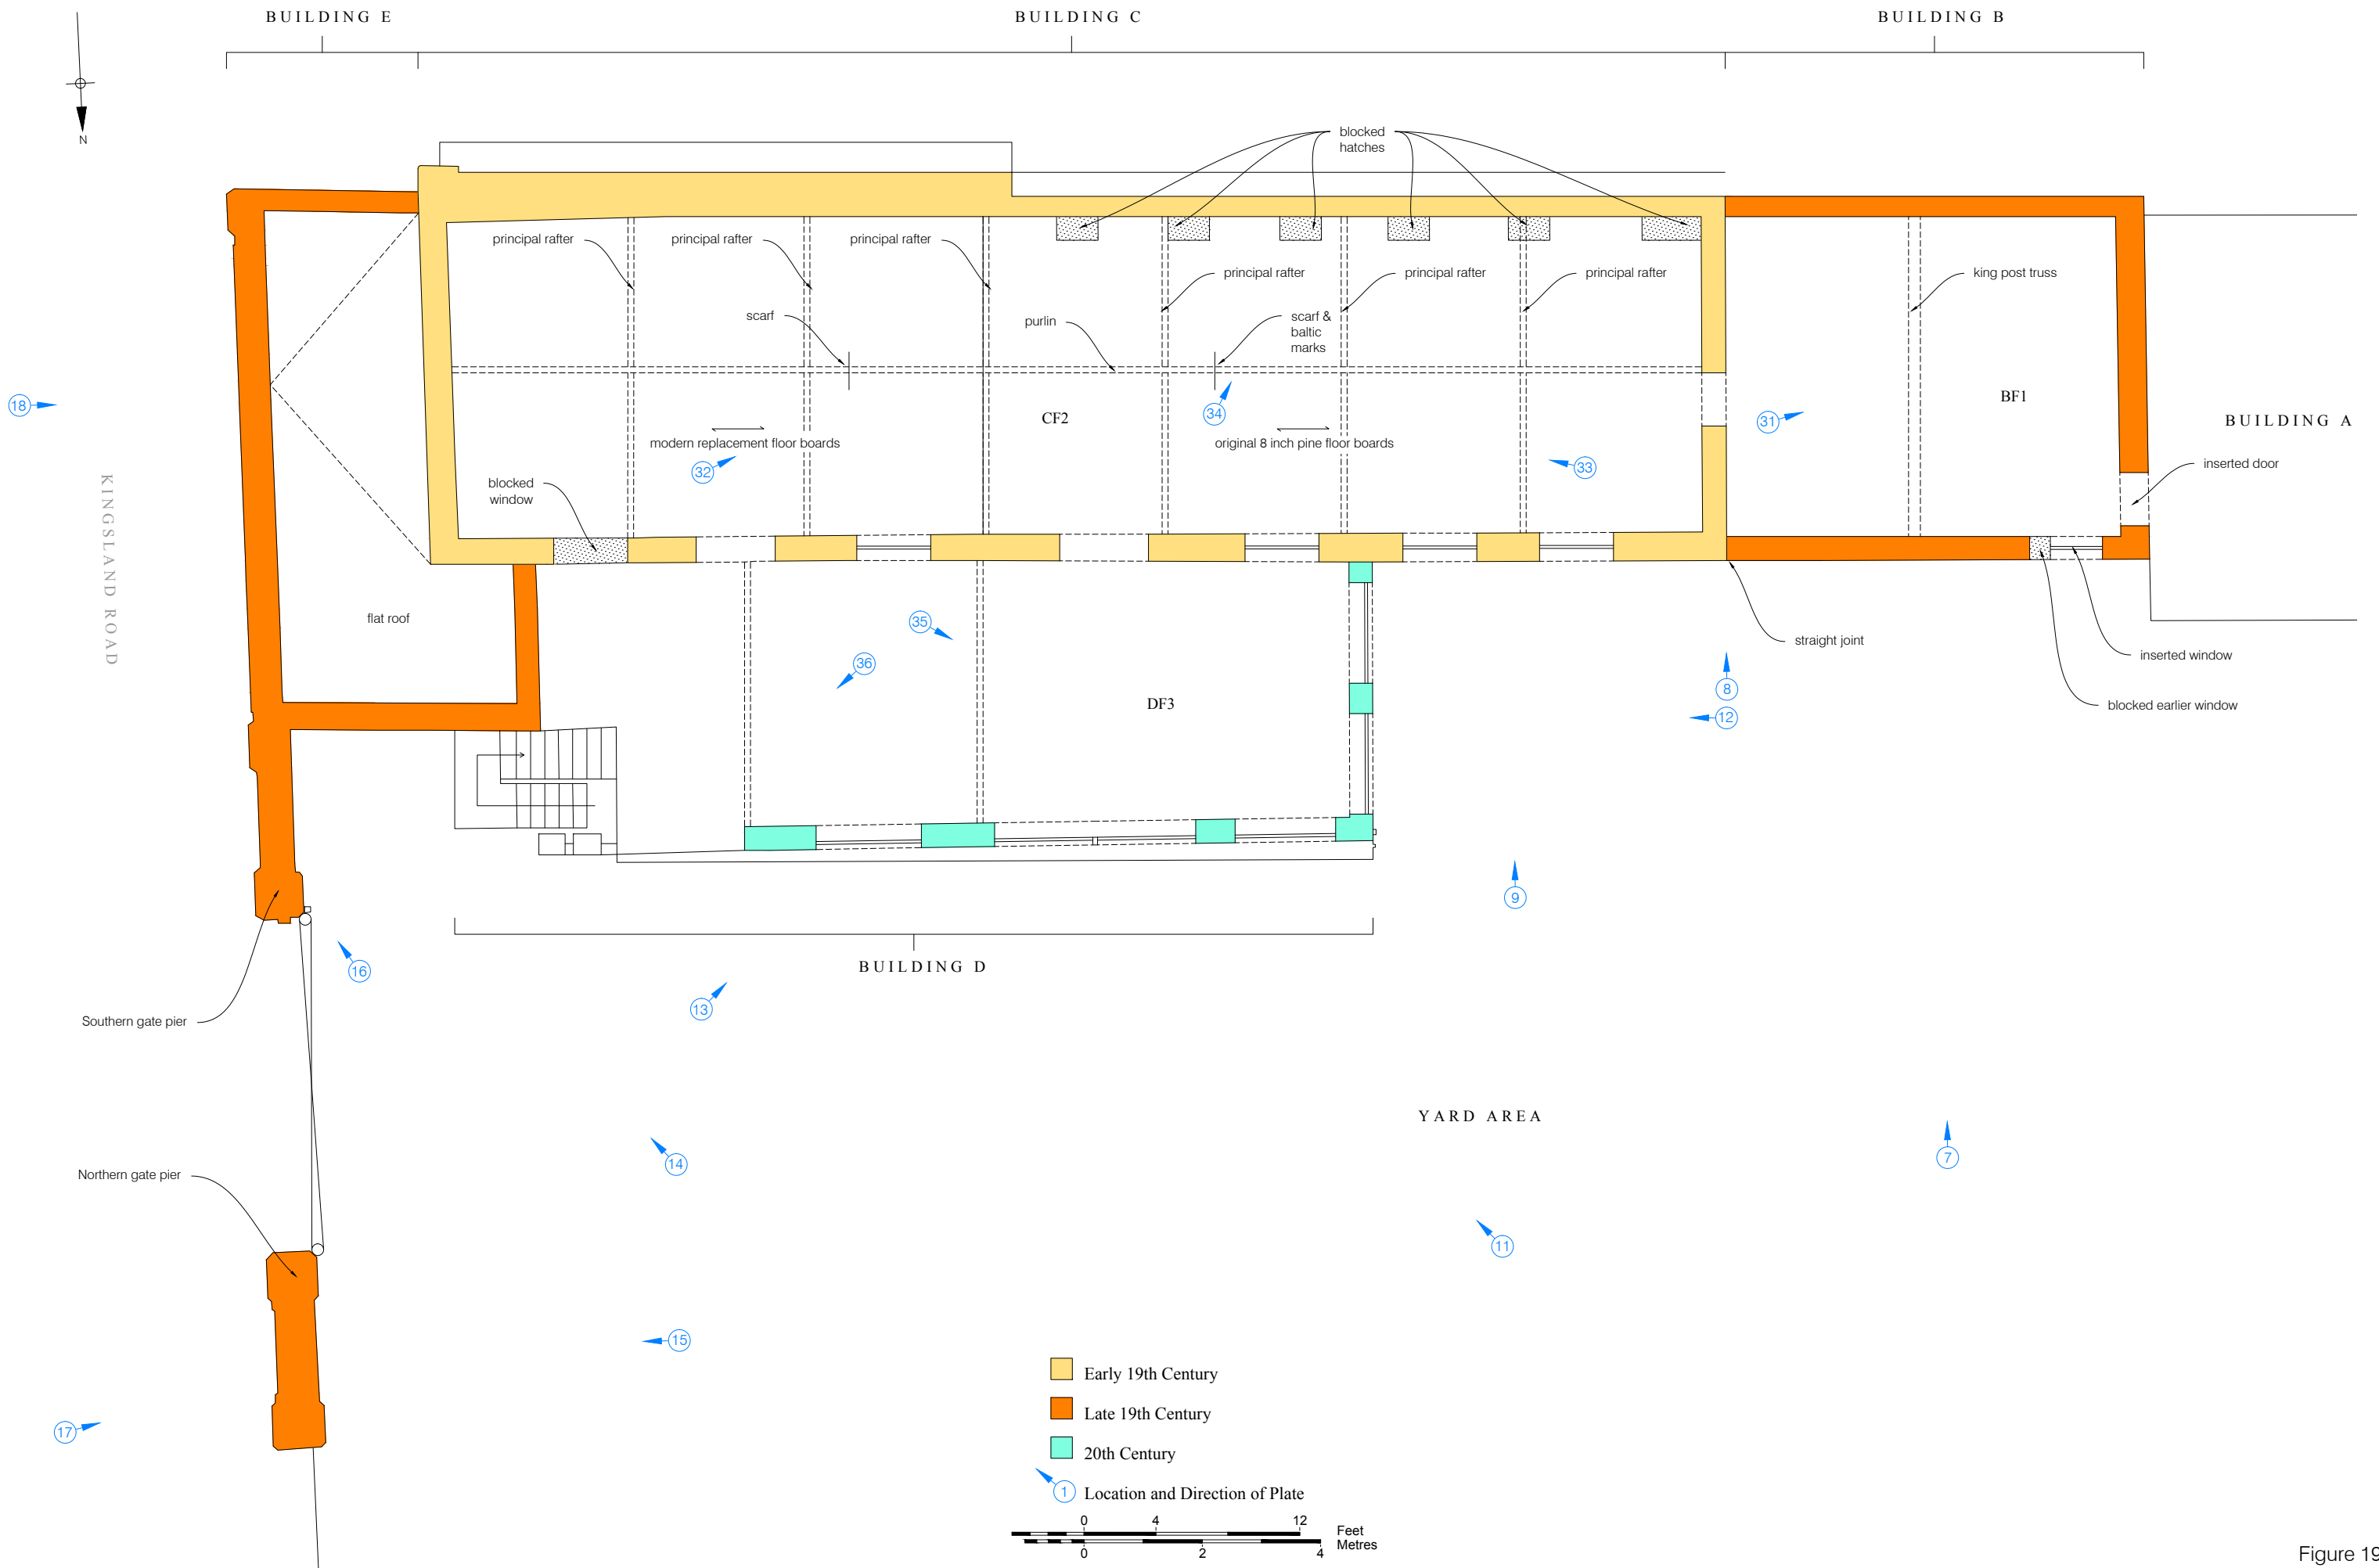 BUILDING E
BUILDING C
BUILDING B
N
blocked
hatches
principal rafter
principal rafter
principal rafter
principal rafter
principal rafter
principal rafter
king post truss
scarf
purlin
scarf &
baltic
marks
18
34
CF2
31
BF1
BUILDING A
modern replacement floor boards
original 8 inch pine floor boards
32
33
inserted door
blocked
window
KINGSLAND ROAD
flat roof
35
36
straight joint
inserted window
8
DF3
blocked earlier window
12
9
BUILDING D
16
13
Southern gate pier
YARD AREA
14
7
Northern gate pier
11
15
17
Early 19th Century
Late 19th Century
20th Century
1 Location and Direction of Plate
0 4 12
Feet
Metres
0 2 4
Figure 19